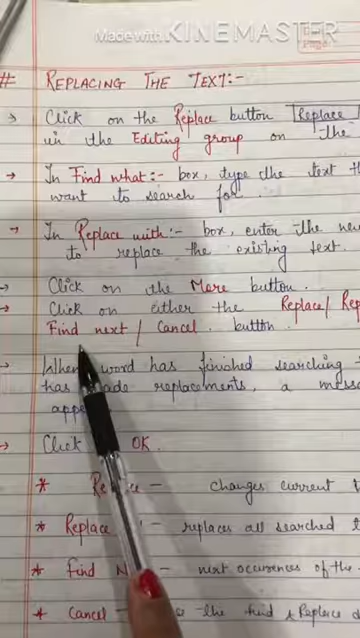 Made with KINEMASTER
Page
# REPLACING THE TEXT:-
→ Click on the Replace button Replace
in the Editing group on the
→ In Find what:- box, type the text
want to search for.
→ In Replace with:- box, enter the
to replace the existing text.
→ Click on the More button.
→ Click on either the Replace/
Find next / Cancel button.
→ When word has finished searching
has made replacements, a
→ Click OK.
* changes current
* Replace replaces all searched
* Find next occurrences of the
* Cancel the find & Replace